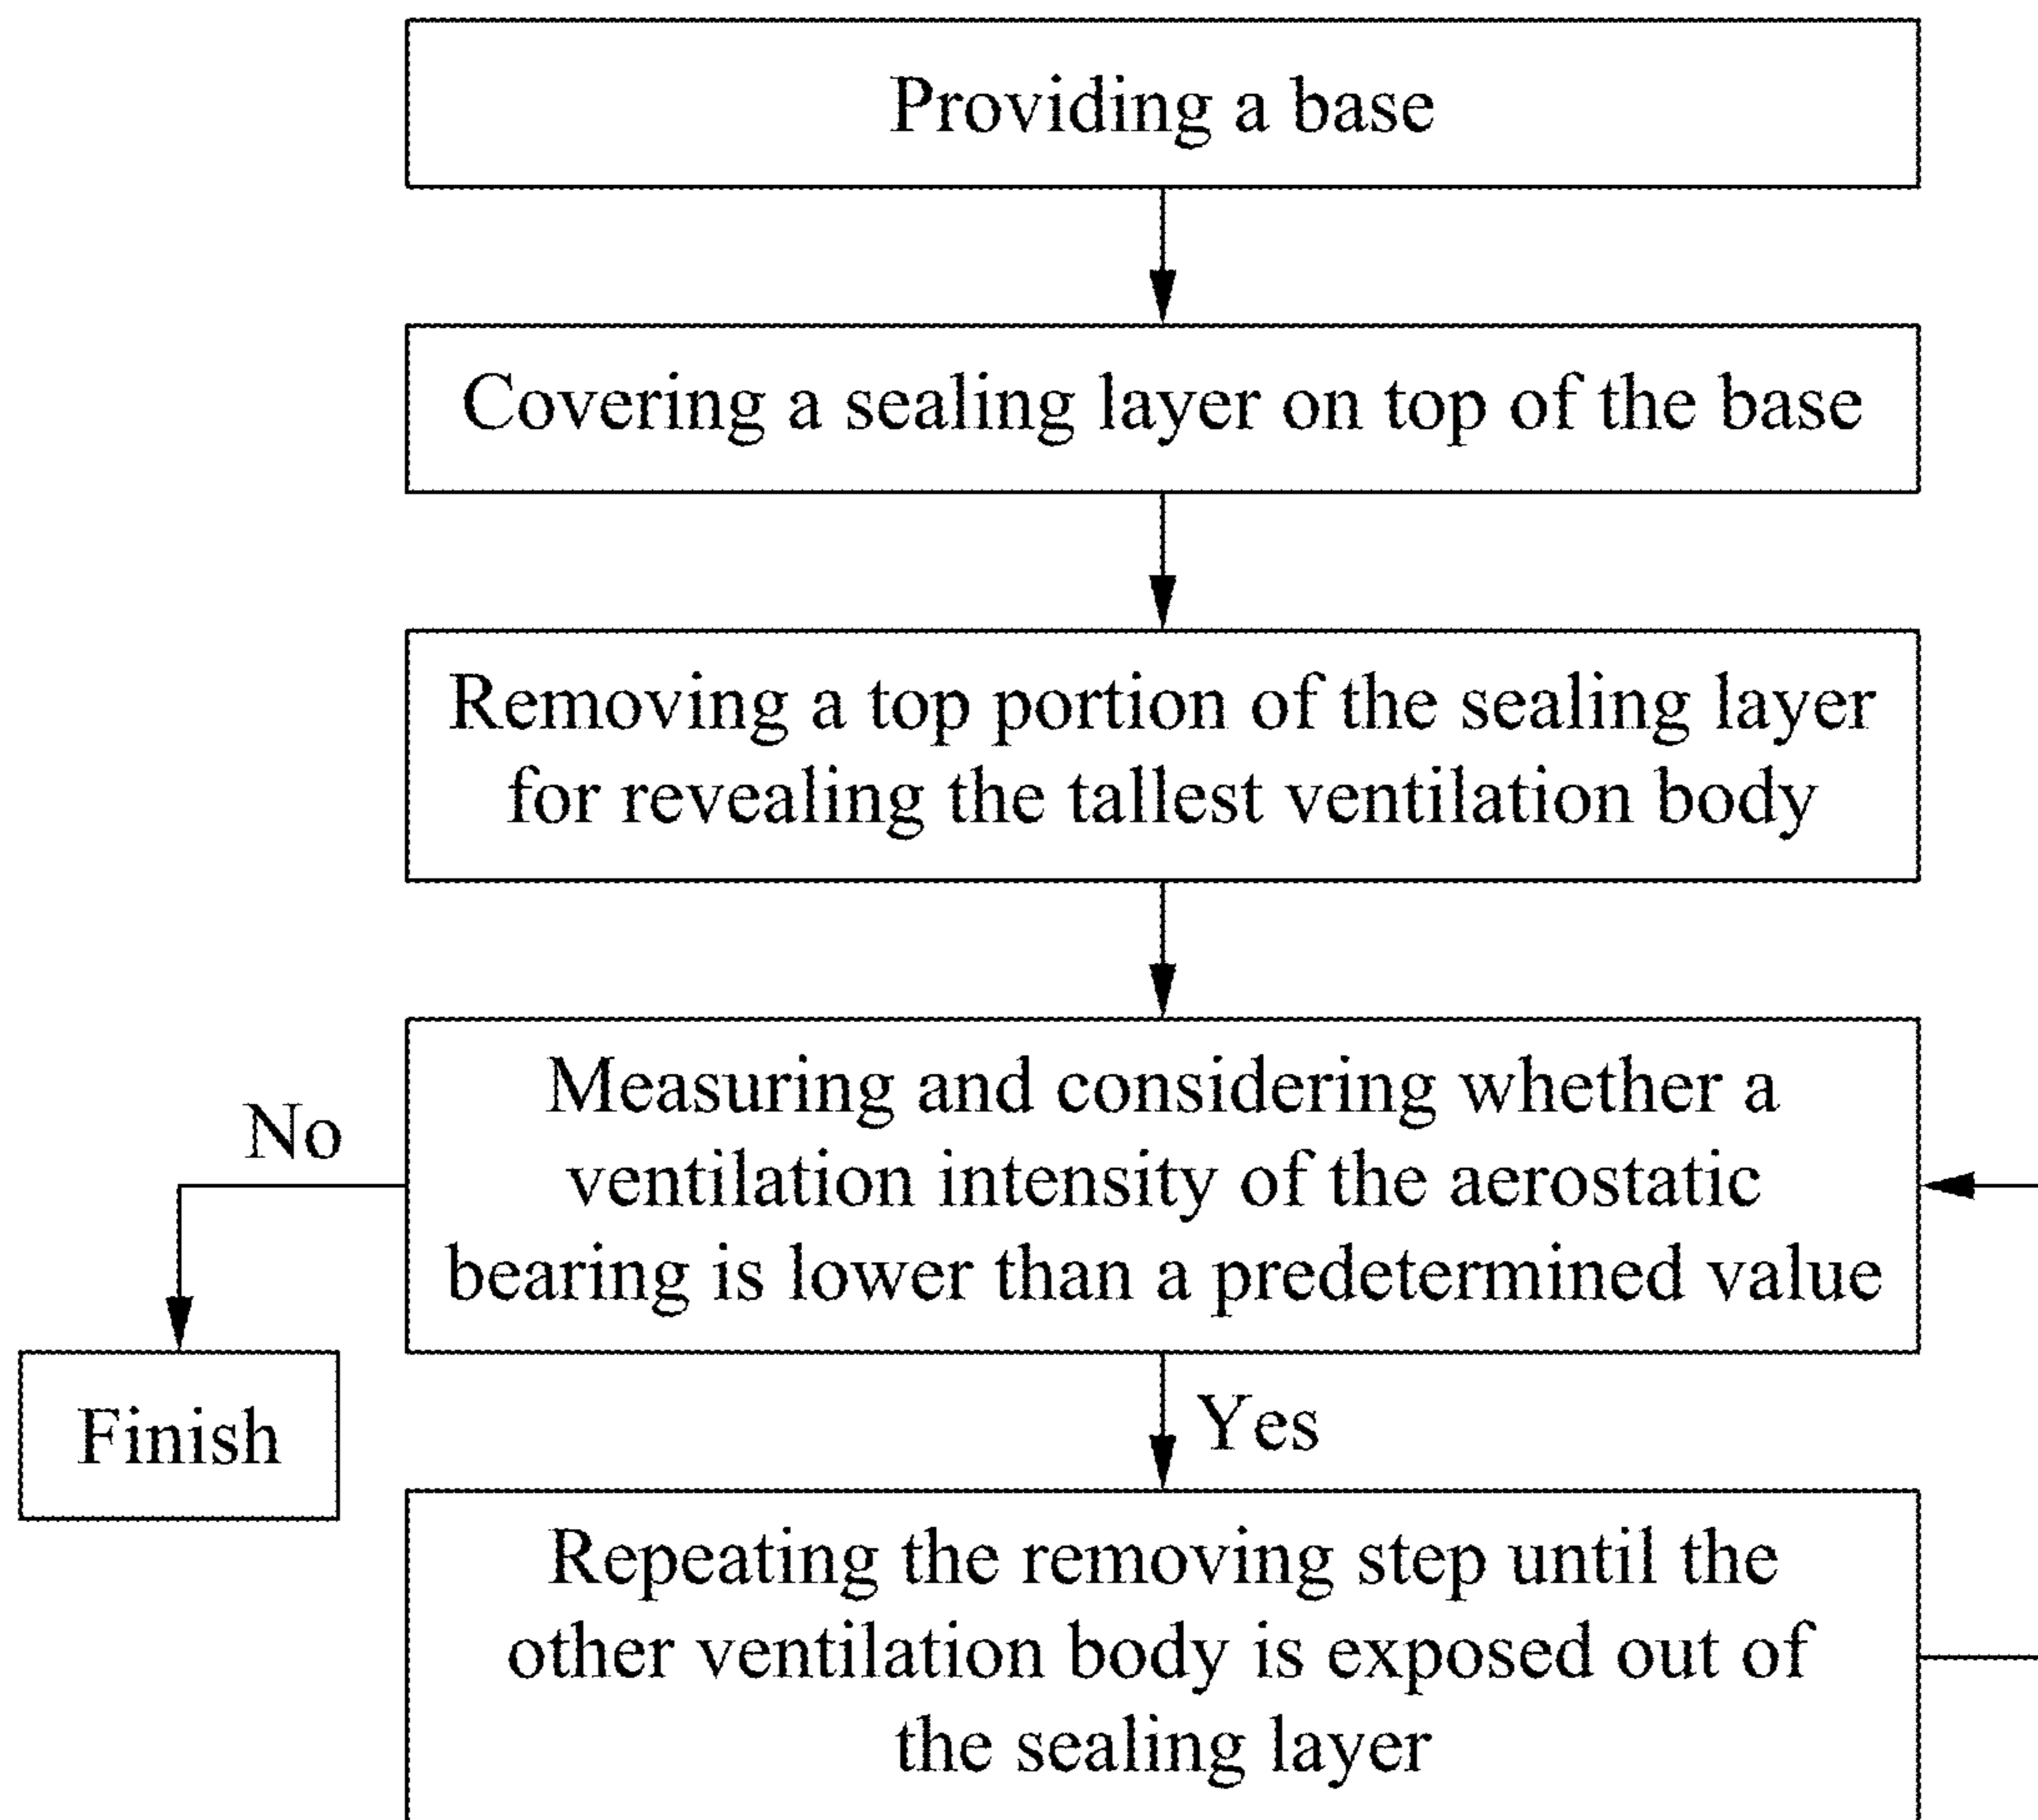 Providing a base
Covering a sealing layer on top of the base
Removing a top portion of the sealing layer
for revealing the tallest ventilation body
Measuring and considering whether a
ventilation intensity of the aerostatic
bearing is lower than a predetermined value
No
Finish
Yes
Repeating the removing step until the
other ventilation body is exposed out of
the sealing layer